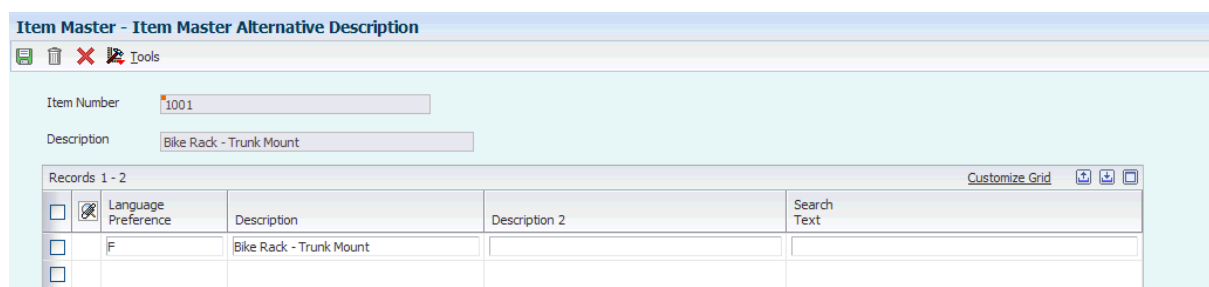 Item Master - Item Master Alternative Description
Tools
Item Number 1001
Description Bike Rack - Trunk Mount
Records 1 - 2 Customize Grid
Language Preference Description Description 2 Search Text
F Bike Rack - Trunk Mount